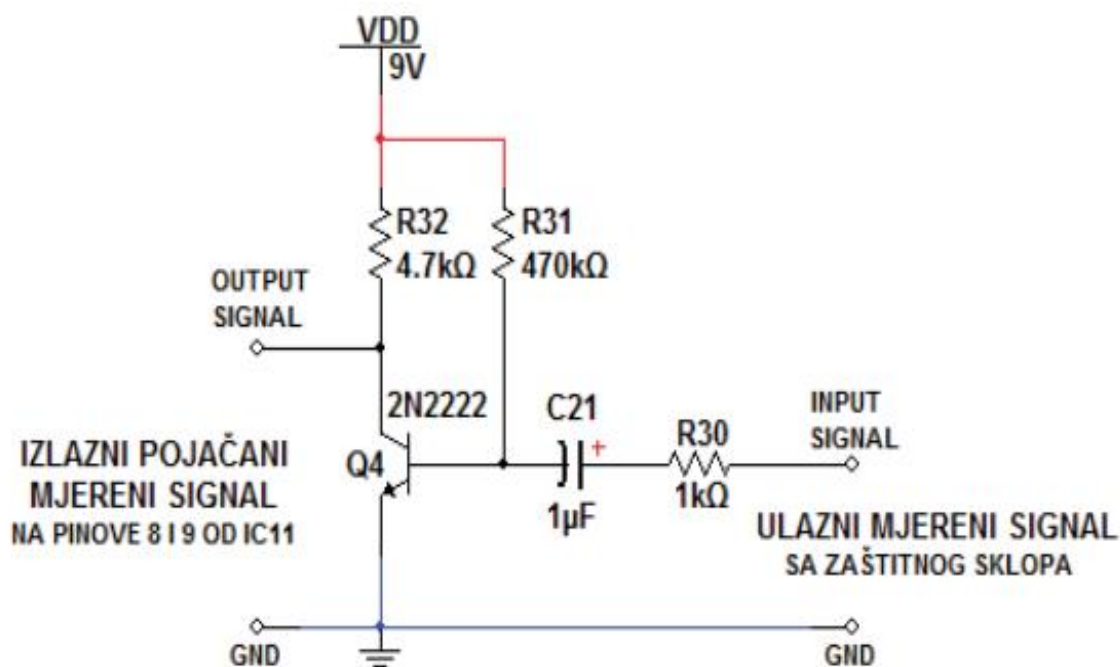 VDD
9V
R32
4.7kΩ
R31
470kΩ
OUTPUT
SIGNAL
2N2222
Q4
C21
+
1µF
R30
1kΩ
INPUT
SIGNAL
IZLAZNI POJAČANI
MJERENI SIGNAL
NA PINOVE 8 I 9 OD IC11
ULAZNI MJERENI SIGNAL
SA ZAŠTITNOG SKLOPA
GND
GND